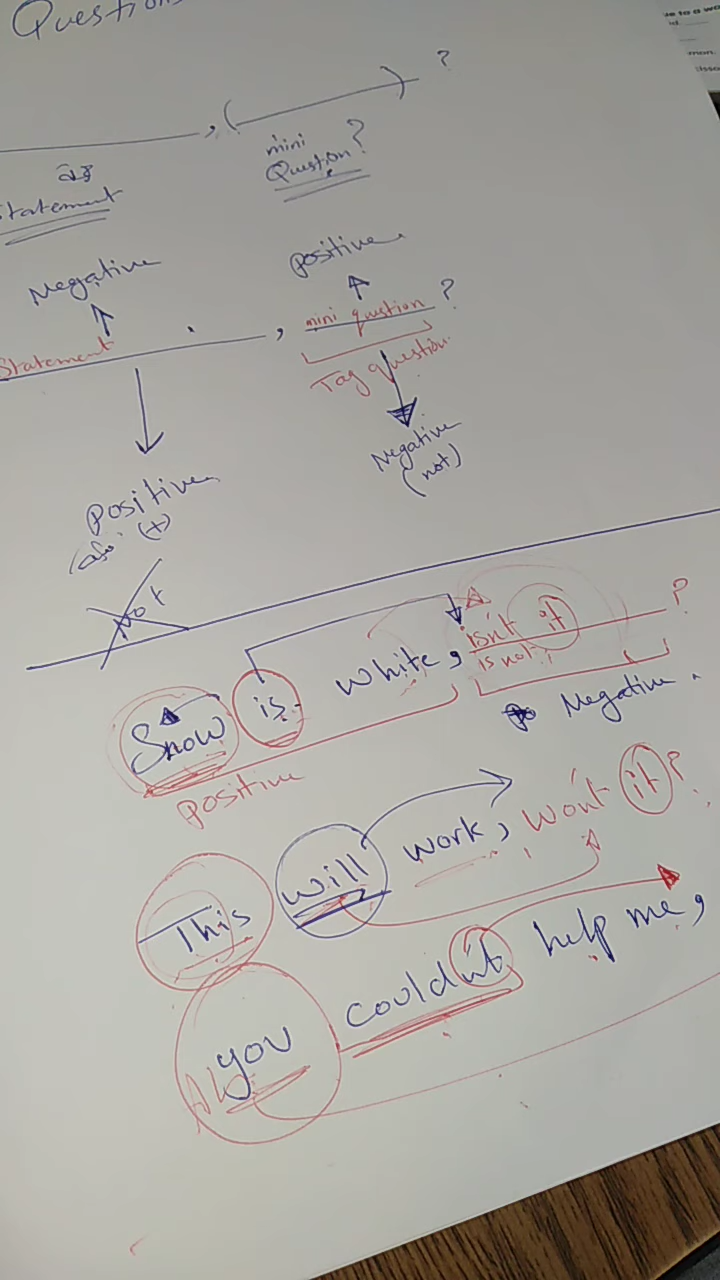 Question
, ( ) ?
mini
Statement
Question?
Negative
positive
Statement , mini question ?
Tag question
Positive
(+)
Negative
(not)
Not
Snow is white, isn't it ?
is not
positive
Negative.
This will work, won't it?
you couldn't help me,